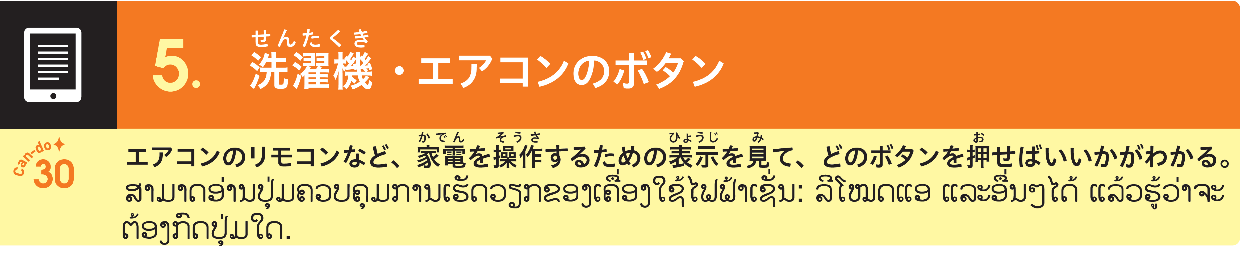 せんたくき
5. 洗濯機・エアコンのボタン
Can-do 30
かでん そうさ ひょうじ み お
エアコンのリモコンなど、家電を操作するための表示を見て、どのボタンを押せばいいかがわかる。
ສາມາດອ່ານປຸ່ມຄວບຄຸມການເຮັດວຽກຂອງເຄື່ອງໃຊ້ໄຟຟ້າເຊັ່ນ: ລີໂໝດແອ ແລະອື່ນໆໄດ້ ແລ້ວຮູ້ວ່າຈະ
ຕ້ອງກົດປຸ່ມໃດ.